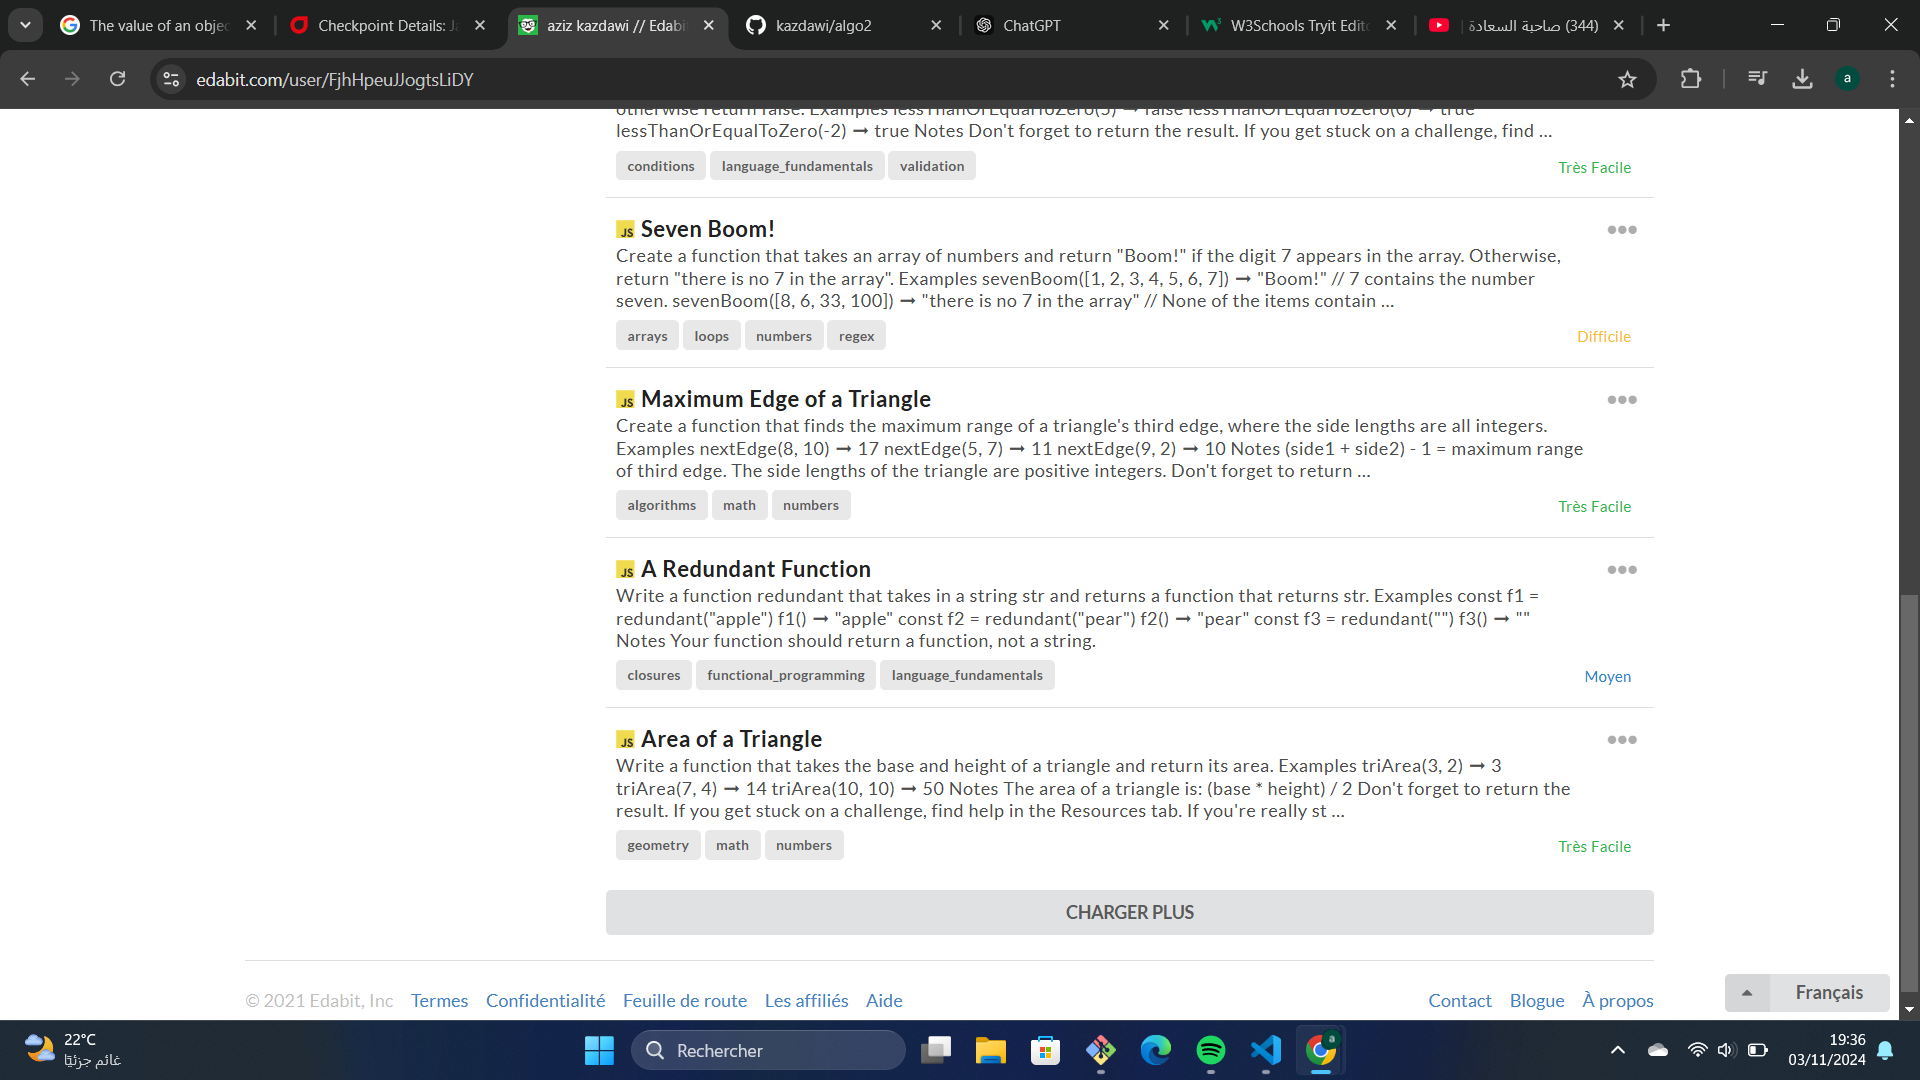 The value of an objec
Checkpoint Details: Ja
aziz kazdawi // Edabi
kazdawi/algo2
ChatGPT
W3Schools Tryit Edito
(344) صاحبة السعادة |
edabit.com/user/FjhHpeuJJogtsLiDY
otherwise return false. Examples lessThanOrEqualToZero(5) ➞ false lessThanOrEqualToZero(0) ➞ true
lessThanOrEqualToZero(-2) ➞ true Notes Don't forget to return the result. If you get stuck on a challenge, find ...
conditions language_fundamentals validation
Très Facile
JS Seven Boom!
Create a function that takes an array of numbers and return "Boom!" if the digit 7 appears in the array. Otherwise,
return "there is no 7 in the array". Examples sevenBoom([1, 2, 3, 4, 5, 6, 7]) ➞ "Boom!" // 7 contains the number
seven. sevenBoom([8, 6, 33, 100]) ➞ "there is no 7 in the array" // None of the items contain ...
arrays loops numbers regex
Difficile
JS Maximum Edge of a Triangle
Create a function that finds the maximum range of a triangle's third edge, where the side lengths are all integers.
Examples nextEdge(8, 10) ➞ 17 nextEdge(5, 7) ➞ 11 nextEdge(9, 2) ➞ 10 Notes (side1 + side2) - 1 = maximum range
of third edge. The side lengths of the triangle are positive integers. Don't forget to return ...
algorithms math numbers
Très Facile
JS A Redundant Function
Write a function redundant that takes in a string str and returns a function that returns str. Examples const f1 =
redundant("apple") f1() ➞ "apple" const f2 = redundant("pear") f2() ➞ "pear" const f3 = redundant("") f3() ➞ ""
Notes Your function should return a function, not a string.
closures functional_programming language_fundamentals
Moyen
JS Area of a Triangle
Write a function that takes the base and height of a triangle and return its area. Examples triArea(3, 2) ➞ 3
triArea(7, 4) ➞ 14 triArea(10, 10) ➞ 50 Notes The area of a triangle is: (base * height) / 2 Don't forget to return the
result. If you get stuck on a challenge, find help in the Resources tab. If you're really st ...
geometry math numbers
Très Facile
CHARGER PLUS
© 2021 Edabit, Inc Termes Confidentialité Feuille de route Les affiliés Aide
Contact Blogue À propos
Français
22°C
غائم جزئيًا
Rechercher
19:36
03/11/2024